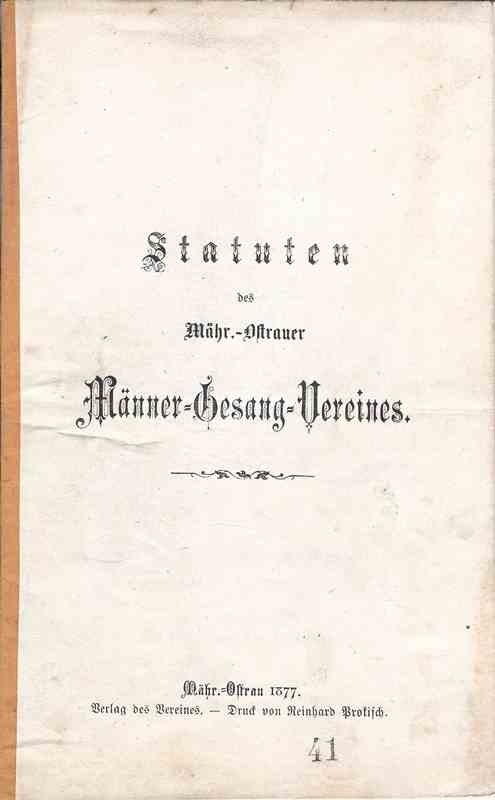 Statuten
des
Mähr.-Ostrauer
Männer-Gesang-Vereines.
Mähr.-Ostrau 1877.
Verlag des Vereines. — Druck von Reinhard Prokisch.
41